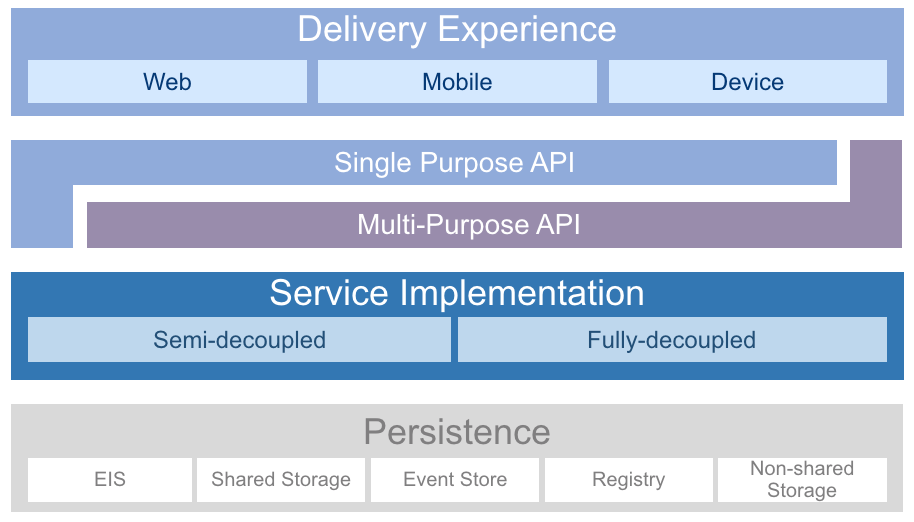 Delivery Experience
Web
Mobile
Device
Single Purpose API
Multi-Purpose API
Service Implementation
Semi-decoupled
Fully-decoupled
Persistence
EIS
Shared Storage
Event Store
Registry
Non-shared
Storage